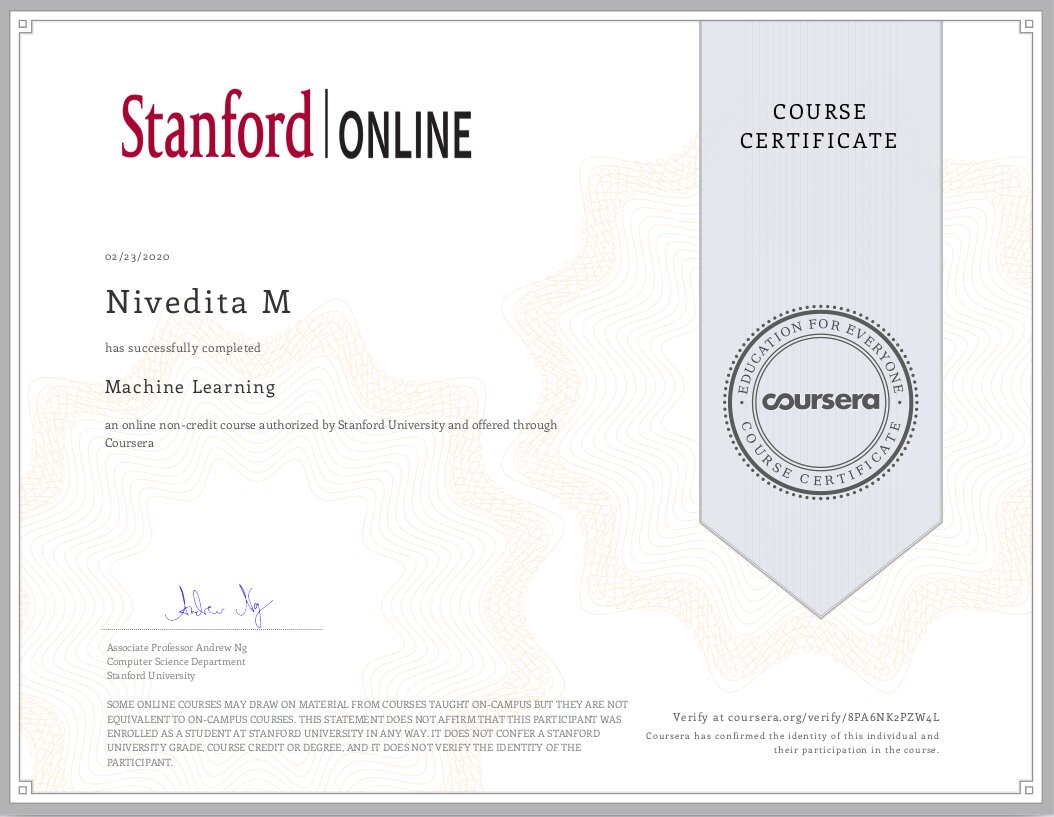 Stanford | ONLINE
COURSE
CERTIFICATE
02/23/2020
Nivedita M
has successfully completed
Machine Learning
an online non-credit course authorized by Stanford University and offered through
Coursera
EDUCATION FOR EVERYONE
coursera
COURSE CERTIFICATE
Andrew Ng
Associate Professor Andrew Ng
Computer Science Department
Stanford University
SOME ONLINE COURSES MAY DRAW ON MATERIAL FROM COURSES TAUGHT ON-CAMPUS BUT THEY ARE NOT
EQUIVALENT TO ON-CAMPUS COURSES. THIS STATEMENT DOES NOT AFFIRM THAT THIS PARTICIPANT WAS
ENROLLED AS A STUDENT AT STANFORD UNIVERSITY IN ANY WAY. IT DOES NOT CONFER A STANFORD
UNIVERSITY GRADE, COURSE CREDIT OR DEGREE, AND IT DOES NOT VERIFY THE IDENTITY OF THE
PARTICIPANT.
Verify at coursera.org/verify/8PA6NK2PZW4L
Coursera has confirmed the identity of this individual and
their participation in the course.